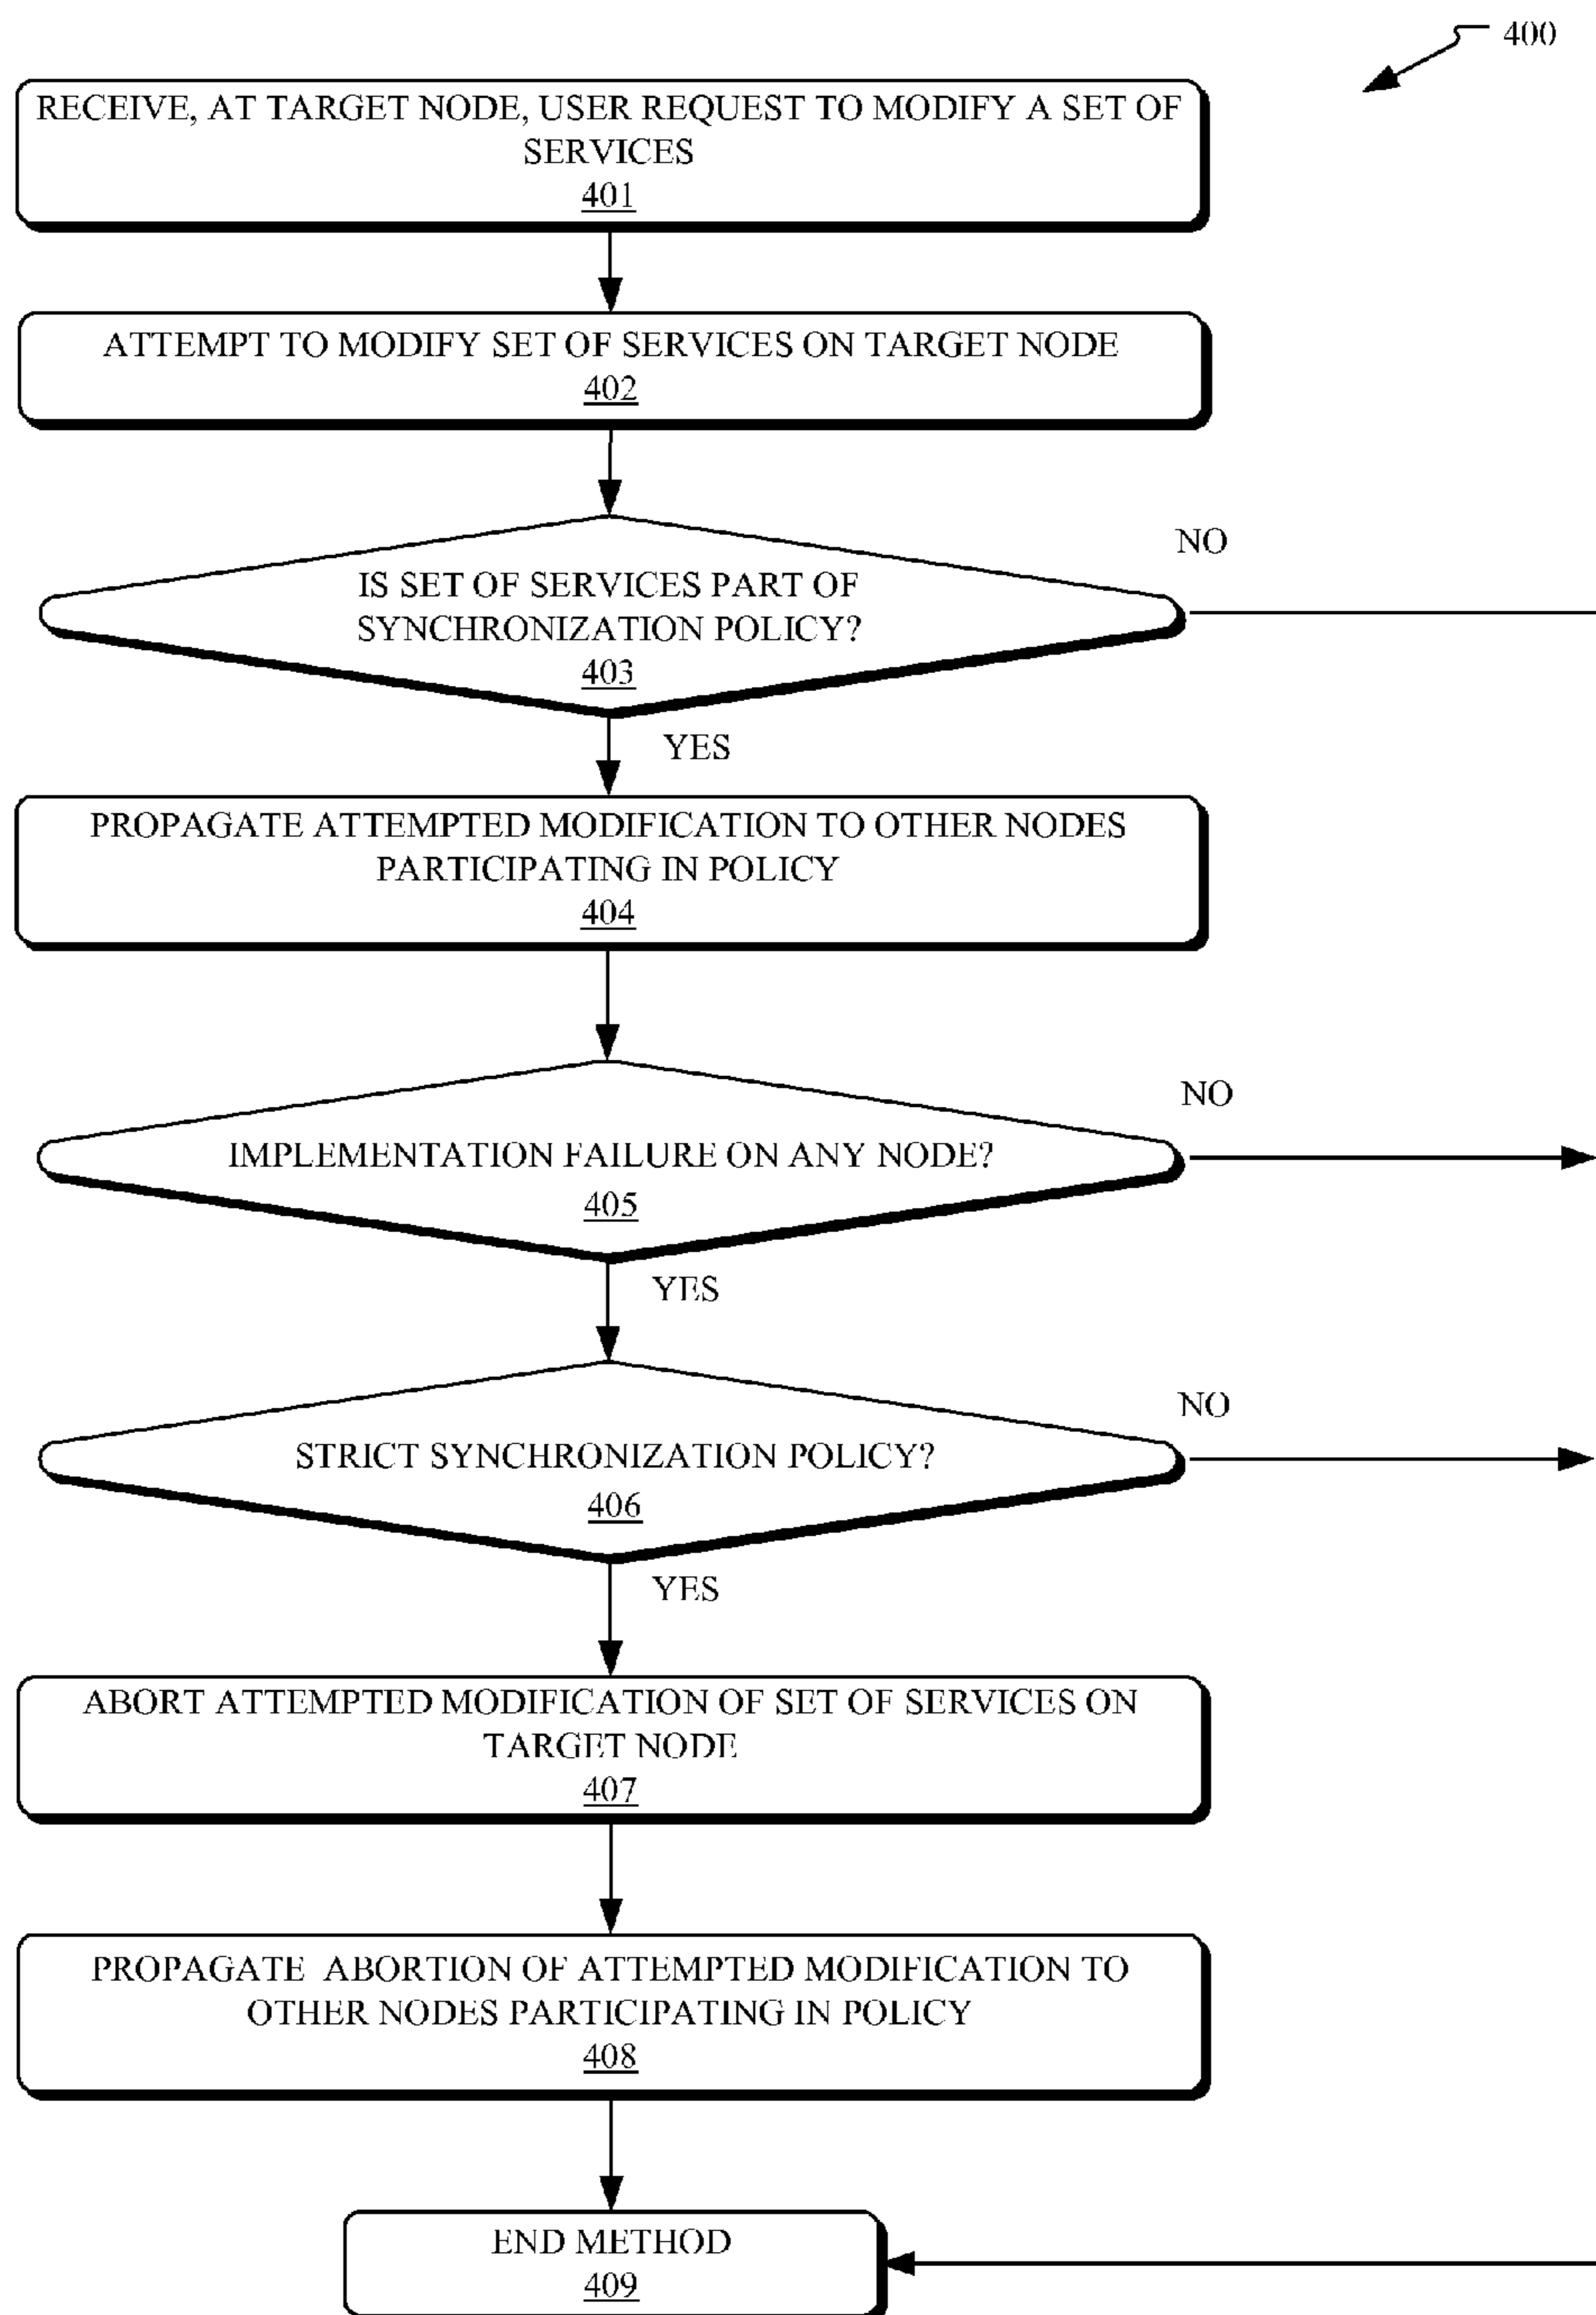 400
RECEIVE, AT TARGET NODE, USER REQUEST TO MODIFY A SET OF
SERVICES
401
ATTEMPT TO MODIFY SET OF SERVICES ON TARGET NODE
402
NO
IS SET OF SERVICES PART OF
SYNCHRONIZATION POLICY?
403
YES
PROPAGATE ATTEMPTED MODIFICATION TO OTHER NODES
PARTICIPATING IN POLICY
404
NO
IMPLEMENTATION FAILURE ON ANY NODE?
405
YES
NO
STRICT SYNCHRONIZATION POLICY?
406
YES
ABORT ATTEMPTED MODIFICATION OF SET OF SERVICES ON
TARGET NODE
407
PROPAGATE ABORTION OF ATTEMPTED MODIFICATION TO
OTHER NODES PARTICIPATING IN POLICY
408
END METHOD
409